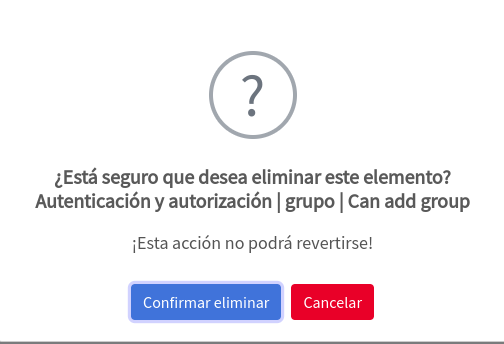 ?
¿Está seguro que desea eliminar este elemento?
Autenticación y autorización | grupo | Can add group
¡Esta acción no podrá revertirse!
Confirmar eliminar
Cancelar